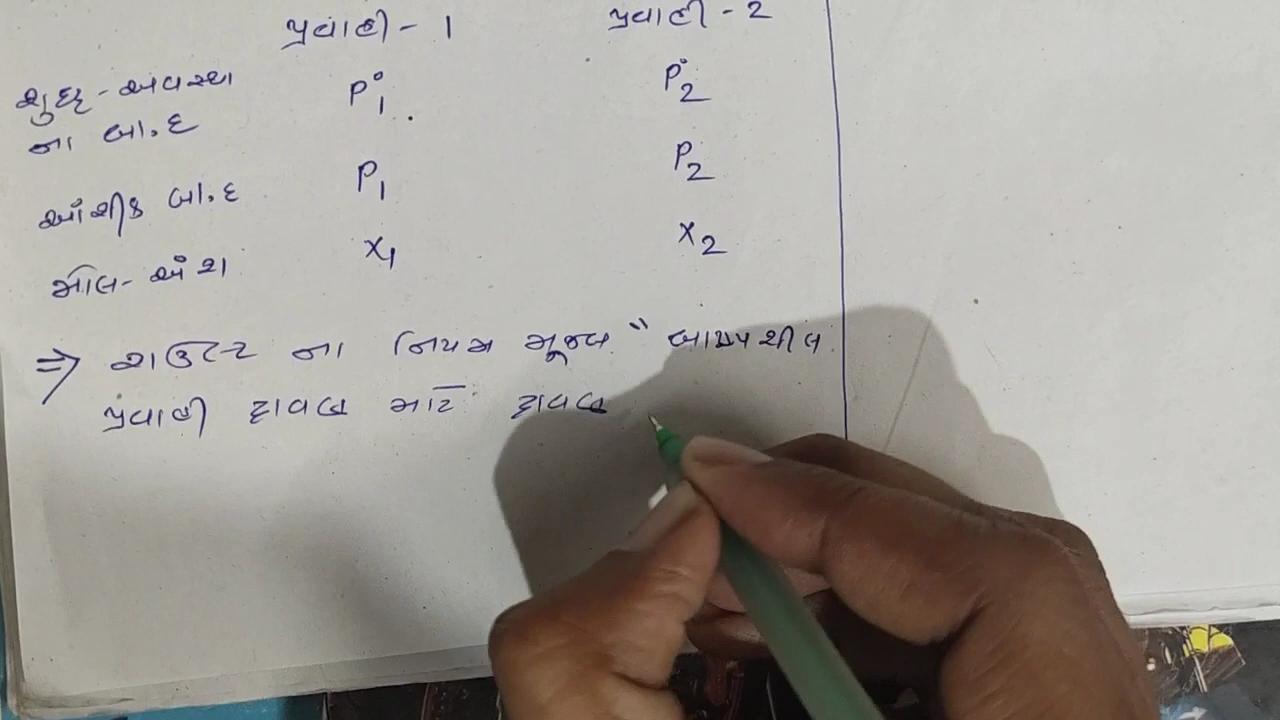 પ્રવાહી - 1 પ્રવાહી - 2
શુદ્ધ - અવસ્થા P°1 P°2
ના બા.દ
આંશીક બા.દ P1 P2
મોલ - અંશ X1 X2
⇒ રાઉલ્ટ ના નિયમ મૂજબ " બાષ્પશીલ
પ્રવાહી દ્રાવણ માટે દ્રાવણ